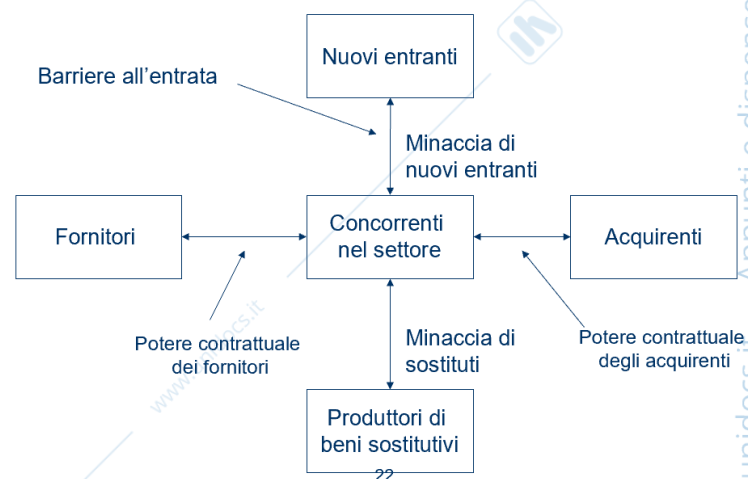 Nuovi entranti
Barriere all'entrata
Minaccia di
nuovi entranti
Fornitori
Concorrenti
nel settore
Acquirenti
Potere contrattuale
dei fornitori
Minaccia di
sostituti
Potere contrattuale
degli acquirenti
Produttori di
beni sostitutivi
22